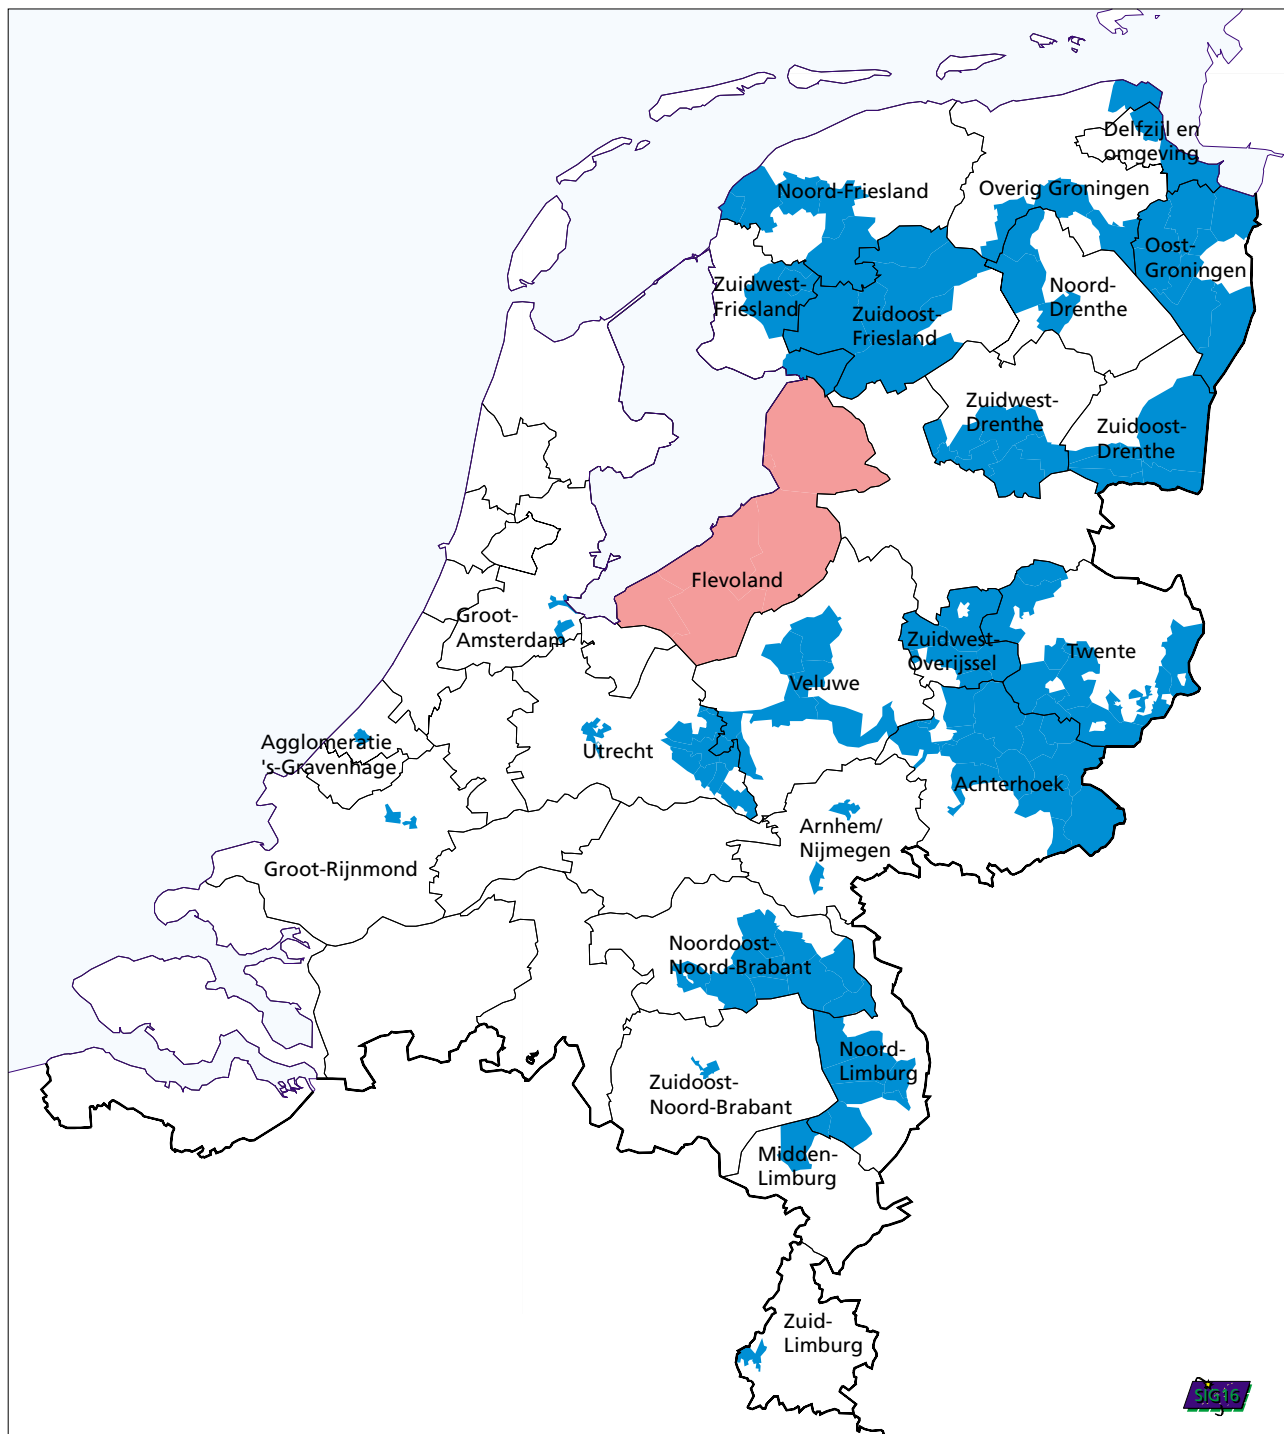 Delfzijl en
omgeving
Noord-Friesland
Overig Groningen
Oost-
Groningen
Zuidwest-
Friesland
Noord-
Drenthe
Zuidoost-
Friesland
Zuidwest-
Drenthe
Zuidoost-
Drenthe
Flevoland
Groot-
Amsterdam
Zuidwest-
Overijssel
Twente
Veluwe
Agglomeratie
's-Gravenhage
Utrecht
Achterhoek
Arnhem/
Nijmegen
Groot-Rijnmond
Noordoost-
Noord-Brabant
Noord-
Limburg
Zuidoost-
Noord-Brabant
Midden-
Limburg
Zuid-
Limburg
SIG16